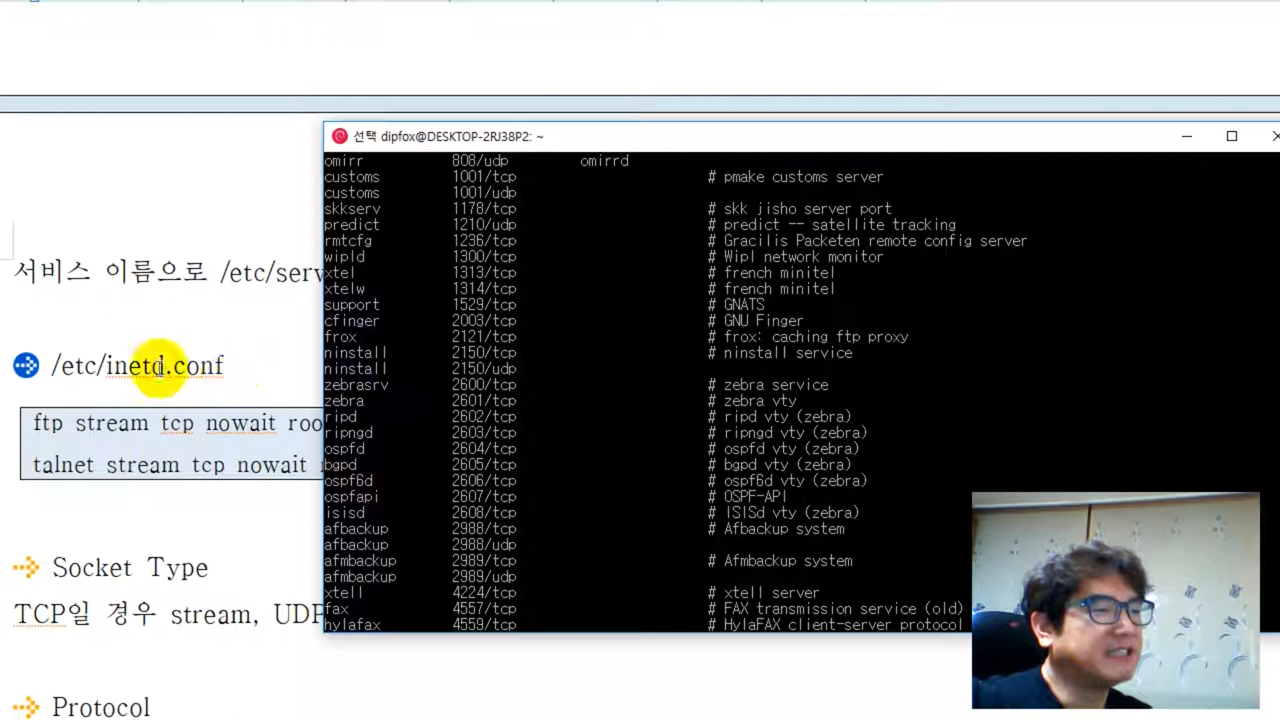 선택 dipfox@DESKTOP-2RJ38P2: ~
omirr 808/udp omirrd
customs 1001/tcp # pmake customs server
customs 1001/udp
skkserv 1178/tcp # skk jisho server port
predict 1210/udp # predict -- satellite tracking
rmtcfg 1236/tcp # Gracilis Packeten remote config server
wipld 1300/tcp # Wipl network monitor
xtel 1313/tcp # french minitel
xtelw 1314/tcp # french minitel
support 1529/tcp # GNATS
cfinger 2003/tcp # GNU Finger
frox 2121/tcp # frox: caching ftp proxy
ninstall 2150/tcp # ninstall service
ninstall 2150/udp
zebrasrv 2600/tcp # zebra service
zebra 2601/tcp # zebra vty
ripd 2602/tcp # ripd vty (zebra)
ripngd 2603/tcp # ripngd vty (zebra)
ospfd 2604/tcp # ospfd vty (zebra)
bgpd 2605/tcp # bgpd vty (zebra)
ospf6d 2606/tcp # ospf6d vty (zebra)
ospfapi 2607/tcp # OSPF-API
isisd 2608/tcp # ISISd vty (zebra)
afbackup 2988/tcp # Afbackup system
afbackup 2988/udp
afmbackup 2989/tcp # Afmbackup system
afmbackup 2989/udp
xtell 4224/tcp # xtell server
fax 4557/tcp # FAX transmission service (old)
hylafax 4559/tcp # HylaFAX client-server protocol
서비스 이름으로 /etc/serv
/etc/inetd.conf
ftp stream tcp nowait roo
talnet stream tcp nowait
Socket Type
TCP일 경우 stream, UDP
Protocol